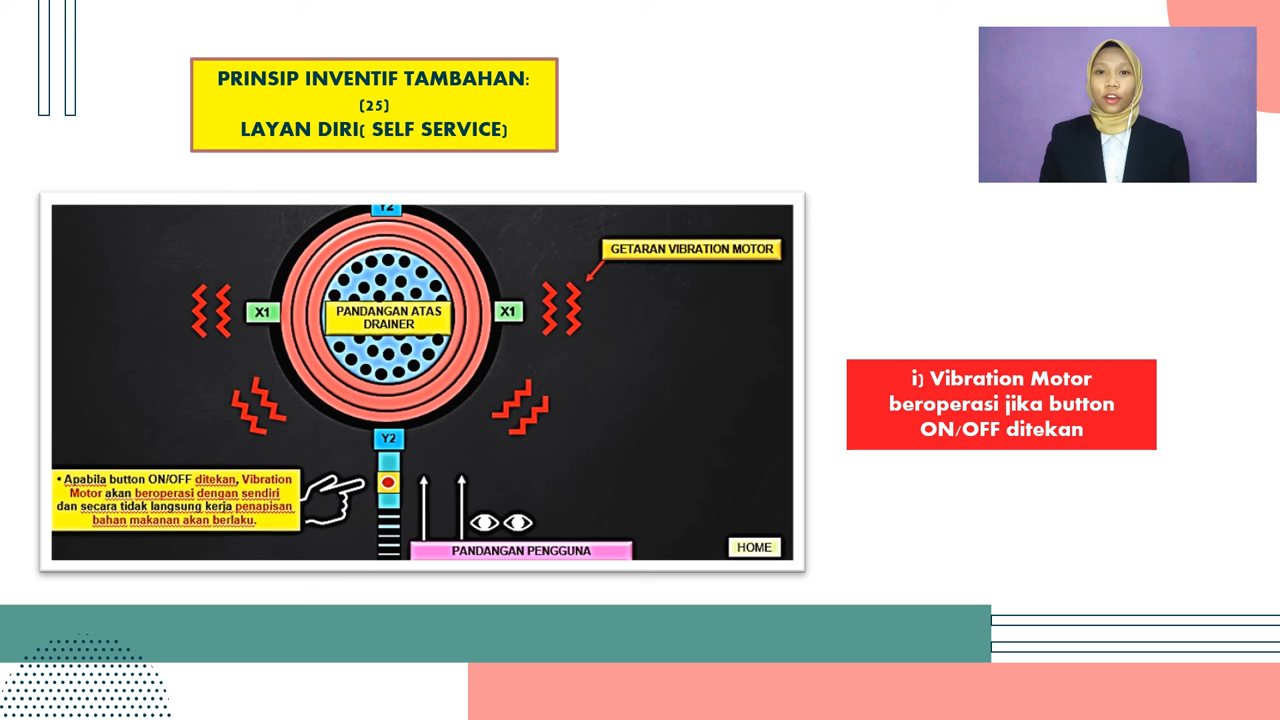 PRINSIP INVENTIF TAMBAHAN:
(25)
LAYAN DIRI( SELF SERVICE)
Y2
GETARAN VIBRATION MOTOR
X1
PANDANGAN ATAS
DRAINER
X1
Y2
• Apabila button ON/OFF ditekan, Vibration
Motor akan beroperasi dengan sendiri
dan secara tidak langsung kerja penapisan
bahan makanan akan berlaku.
PANDANGAN PENGGUNA
HOME
i) Vibration Motor
beroperasi jika button
ON/OFF ditekan